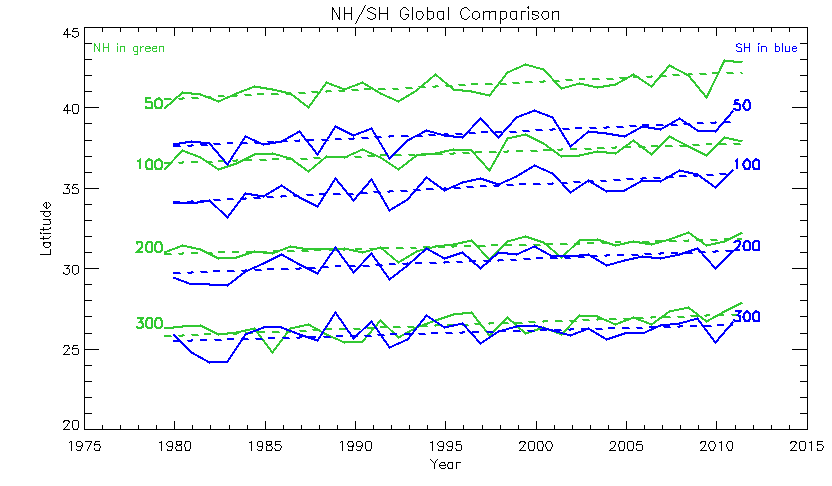 NH/SH Global Comparison
45
NH in green
SH in blue
50
50
40
100
100
35
Latitude
200
200
30
300
300
25
20
1975 1980 1985 1990 1995 2000 2005 2010 2015
Year